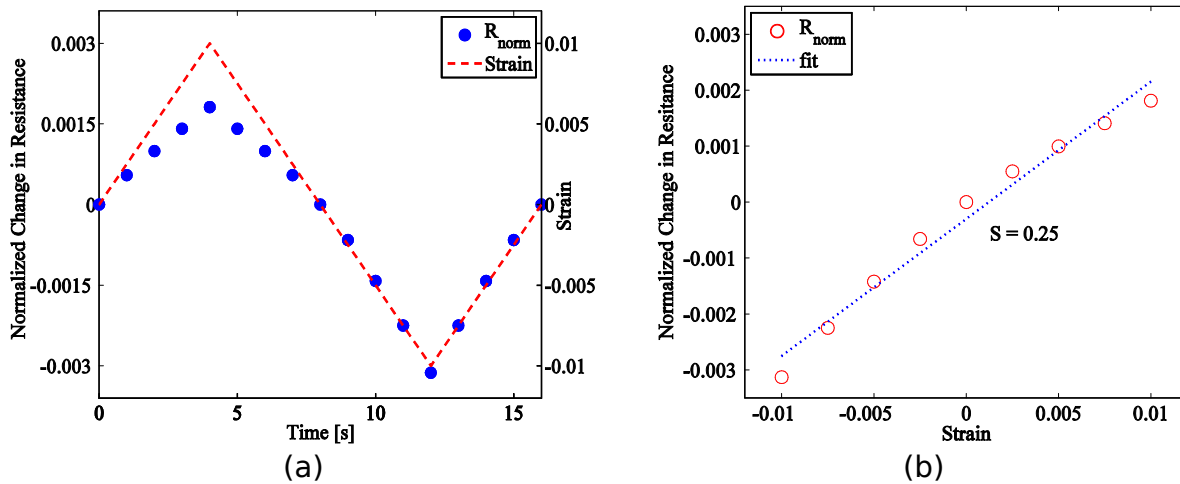 Normalized Change in Resistance
0.003
0.0015
0
-0.0015
-0.003
R_norm
Strain
0.01
0.005
0
-0.005
-0.01
Strain
0
5
10
15
Time [s]
(a)
Normalized Change in Resitance
0.003
0.002
0.001
0
-0.001
-0.002
-0.003
R_norm
fit
S = 0.25
-0.01
-0.005
0
0.005
0.01
Strain
(b)